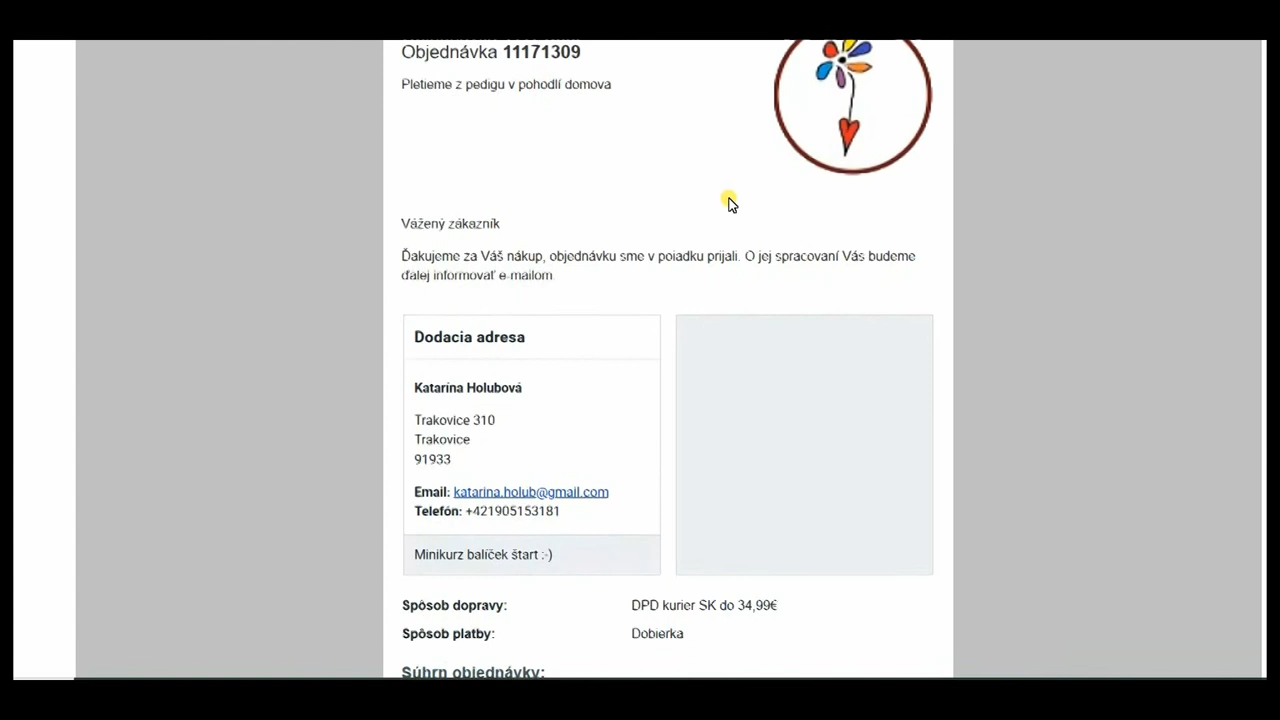 Objednávka 11171309
Pletieme z pedigu v pohodlí domova
Vážený zákazník
Ďakujeme za Váš nákup, objednávku sme v poiadku prijali. O jej spracovaní Vás budeme
ďalej informovať e-mailom.
Dodacia adresa
Katarína Holubová
Trakovice 310
Trakovice
91933
Email: katarina.holub@gmail.com
Telefón: +421905153181
Minikurz balíček štart :-)
Spôsob dopravy: DPD kurier SK do 34,99€
Spôsob platby: Dobierka
Súhrn objednávky: